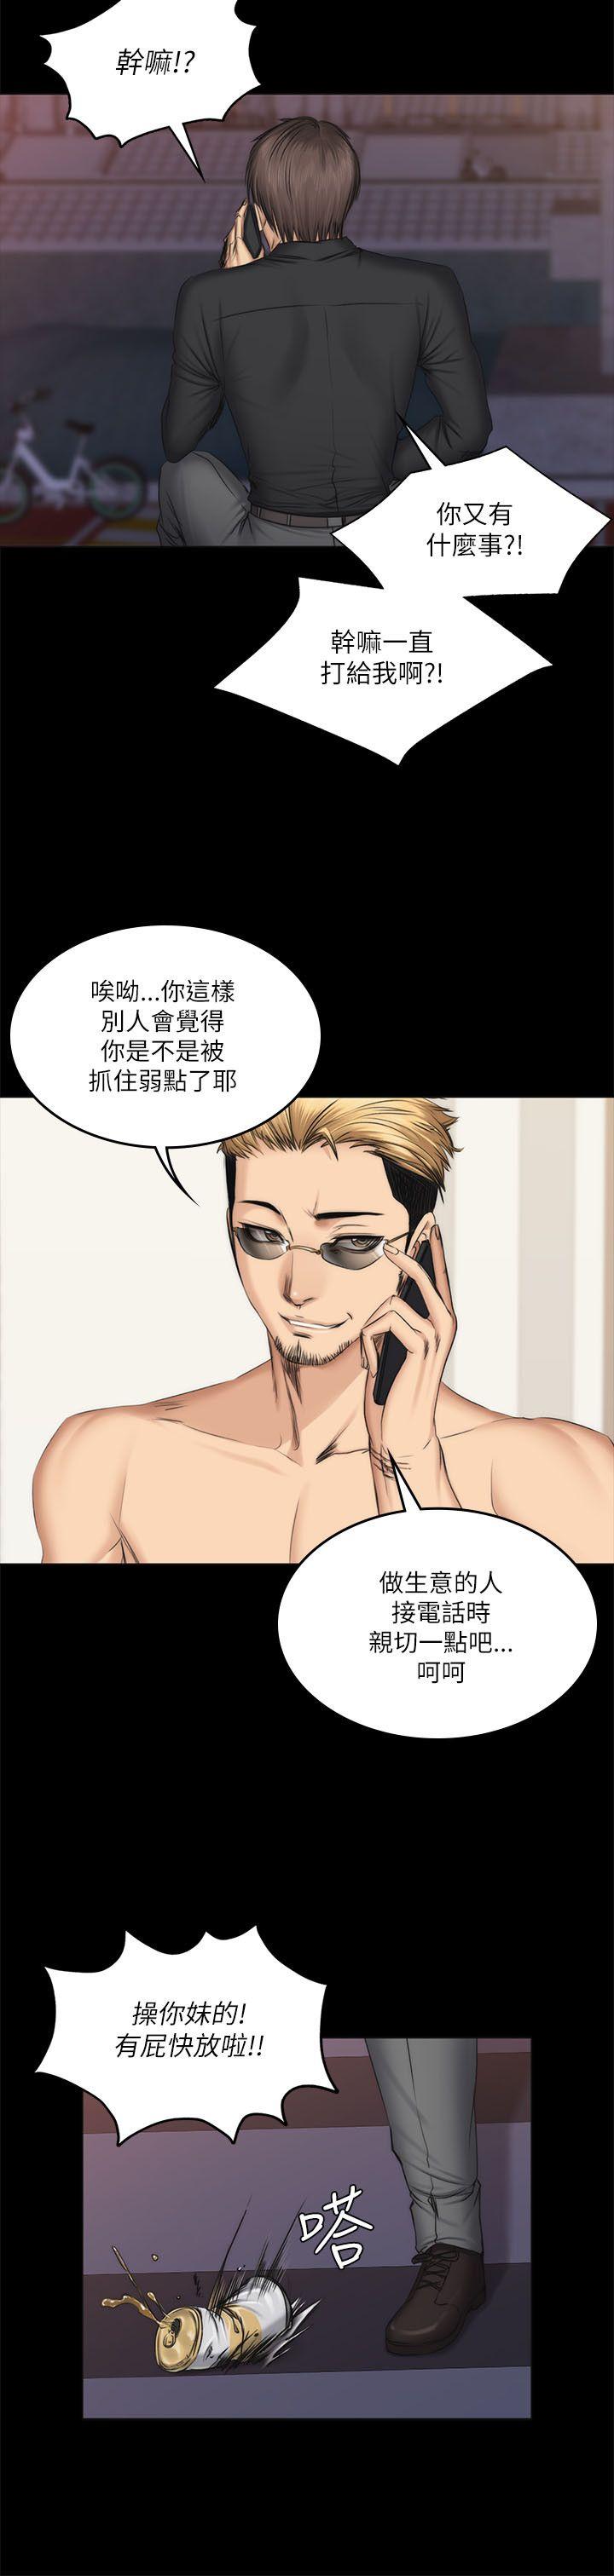 幹嘛!?
你又有
什麼事?!
幹嘛一直
打給我啊?!
唉呦...你這樣
別人會覺得
你是不是被
抓住弱點了耶
做生意的人
接電話時
親切一點吧...
呵呵
操你妹的!
有屁快放啦!!
嗒